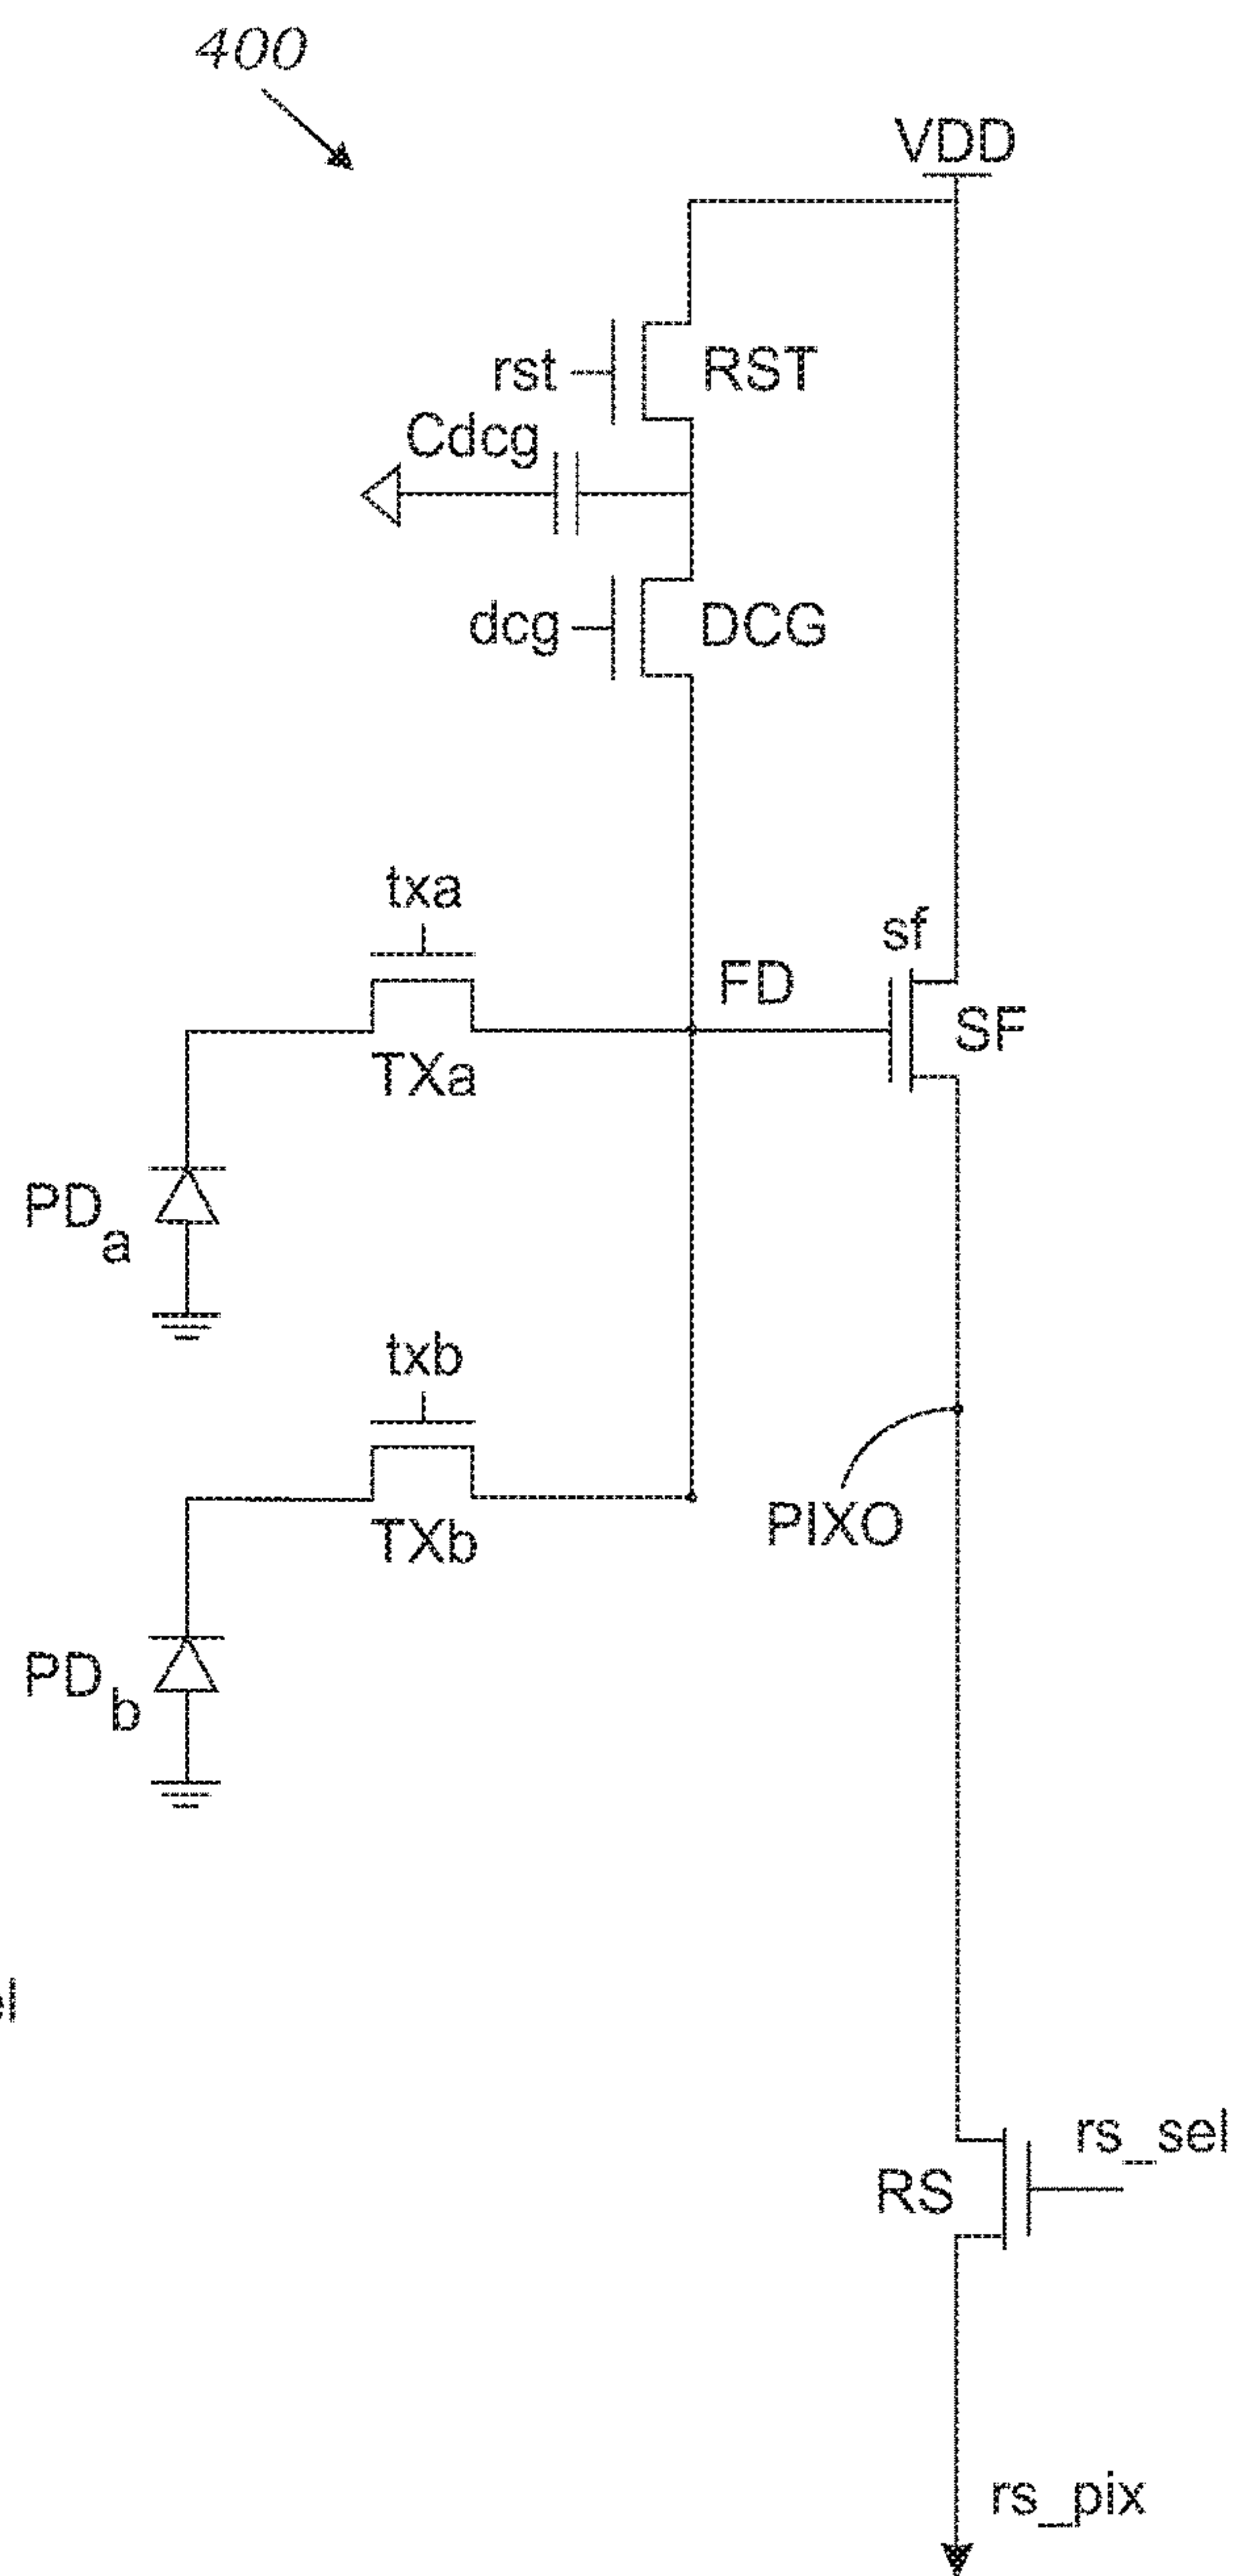 400
VDD
rst
RST
Cdcg
dcg
DCG
txa
sf
FD
SF
TXa
PDa
txb
PIXO
TXb
PDb
rs_sel
RS
rs_pix